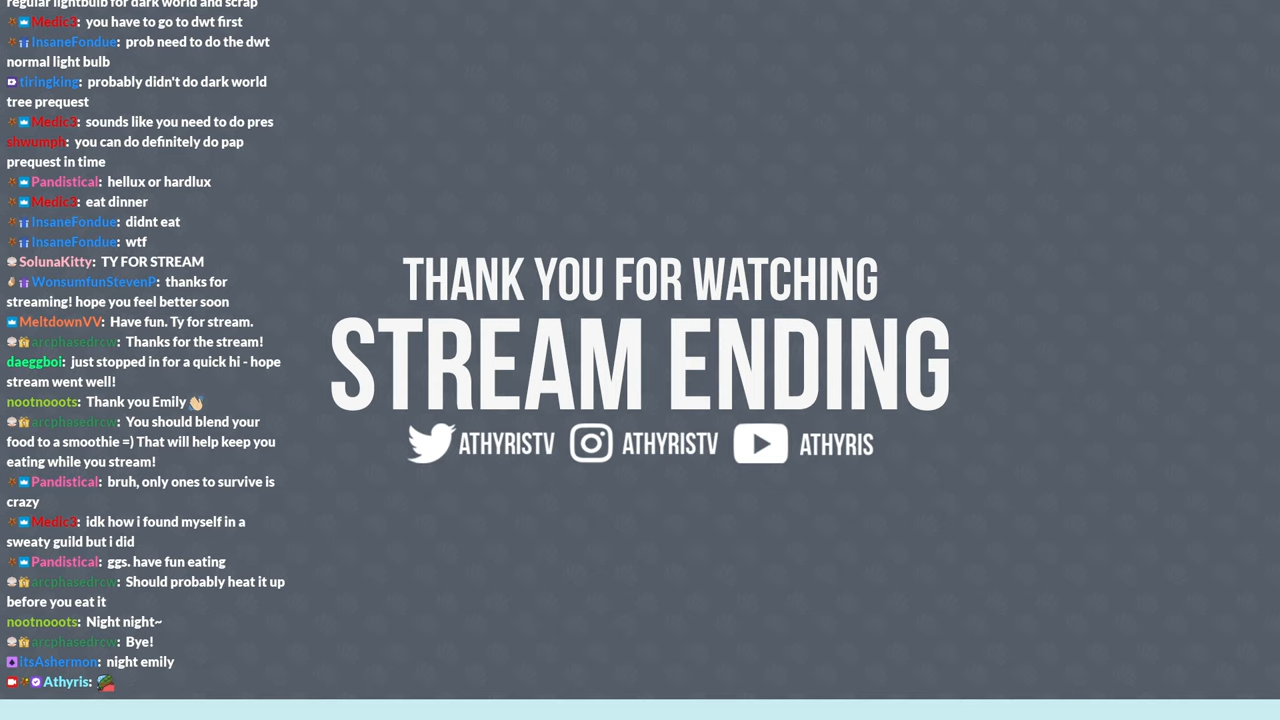 regular lightbulb for dark world and scrap
Medic3: you have to go to dwt first
InsaneFondue: prob need to do the dwt
normal light bulb
tiringking: probably didn't do dark world
tree prequest
Medic3: sounds like you need to do pres
shwumph: you can do definitely do pap
prequest in time
Pandistical: hellux or hardlux
Medic3: eat dinner
InsaneFondue: didnt eat
InsaneFondue: wtf
SolunaKitty: TY FOR STREAM
WonsumfunStevenP: thanks for
streaming! hope you feel better soon
MeltdownVV: Have fun. Ty for stream.
arcphasedrcw: Thanks for the stream!
daeggboi: just stopped in for a quick hi - hope
stream went well!
nootnooots: Thank you Emily
arcphasedrcw: You should blend your
food to a smoothie =) That will help keep you
eating while you stream!
Pandistical: bruh, only ones to survive is
crazy
Medic3: idk how i found myself in a
sweaty guild but i did
Pandistical: ggs. have fun eating
arcphasedrcw: Should probably heat it up
before you eat it
nootnooots: Night night~
arcphasedrcw: Bye!
itsAshermon: night emily
Athyris:
THANK YOU FOR WATCHING
STREAM ENDING
ATHYRISTV ATHYRISTV ATHYRIS